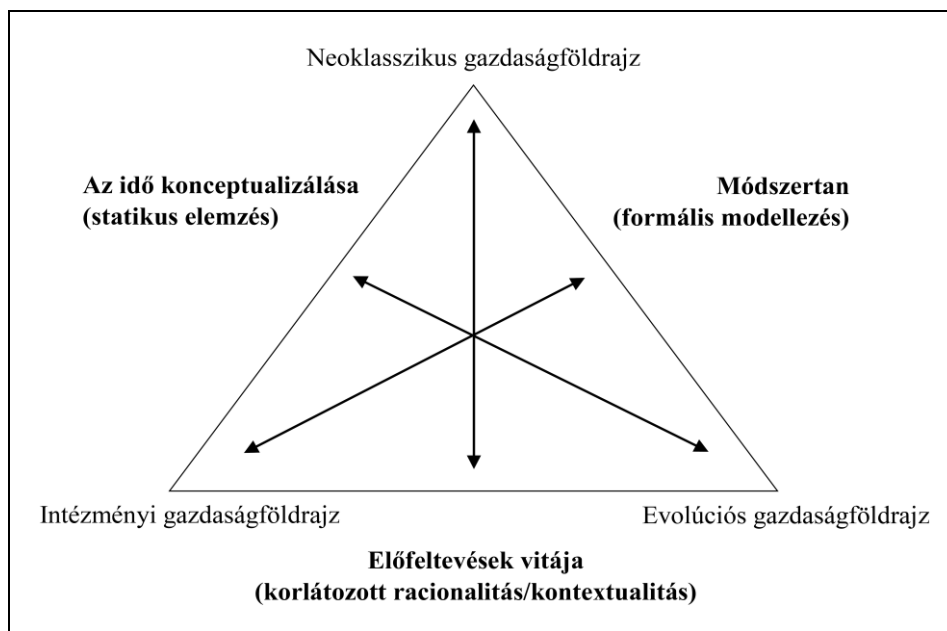 Neoklasszikus gazdaságföldrajz
Az idő konceptualizálása
(statikus elemzés)
Módszertan
(formális modellezés)
Intézményi gazdaságföldrajz
Evolúciós gazdaságföldrajz
Előfeltevések vitája
(korlátozott racionalitás/kontextualitás)